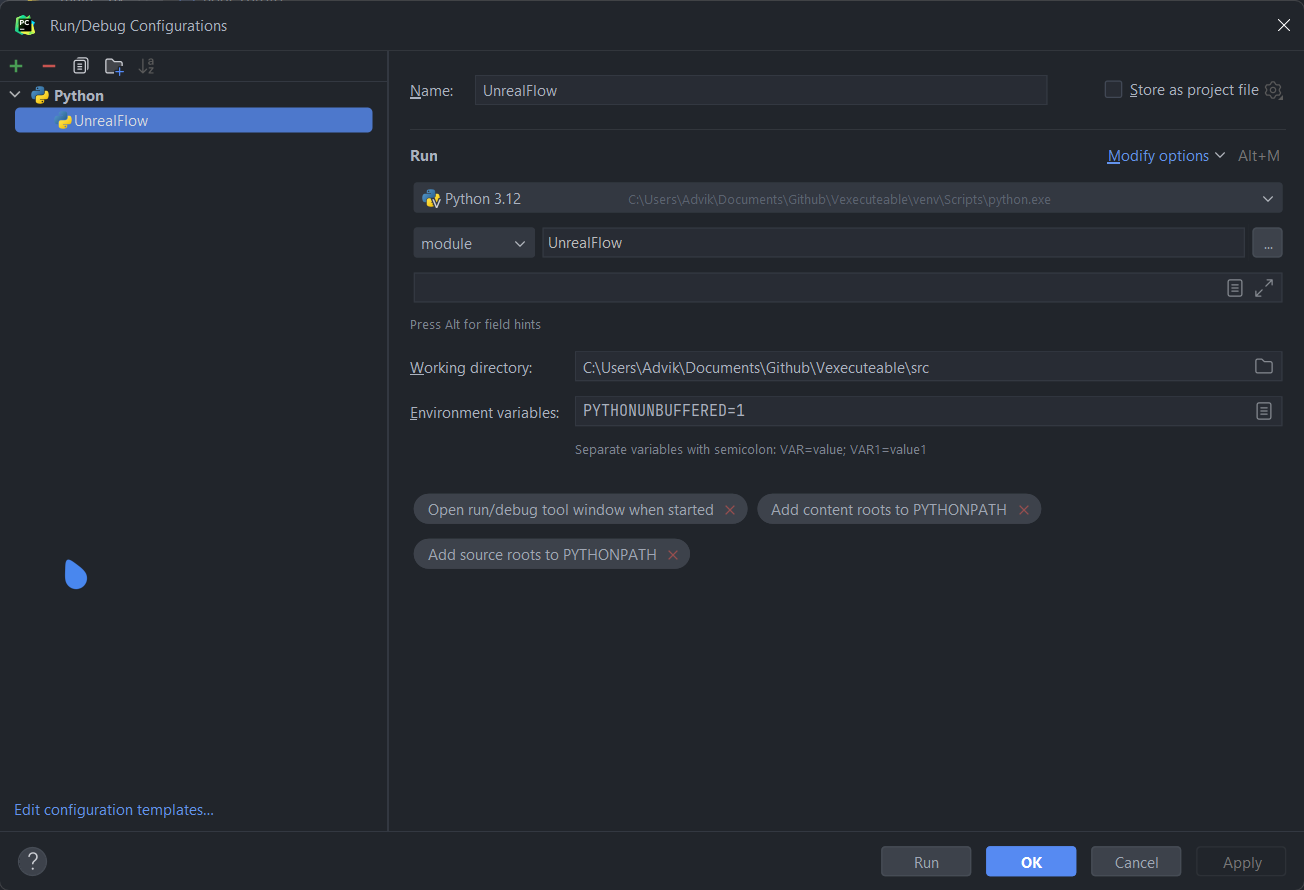 Run/Debug Configurations
Python
UnrealFlow
Edit configuration templates...
Name: UnrealFlow Store as project file
Run Modify options Alt+M
Python 3.12 C:\Users\Advik\Documents\Github\Vexecuteable\venv\Scripts\python.exe
module UnrealFlow ...
Press Alt for field hints
Working directory: C:\Users\Advik\Documents\Github\Vexecuteable\src
Environment variables: PYTHONUNBUFFERED=1
Separate variables with semicolon: VAR=value; VAR1=value1
Open run/debug tool window when started Add content roots to PYTHONPATH
Add source roots to PYTHONPATH
? Run OK Cancel Apply